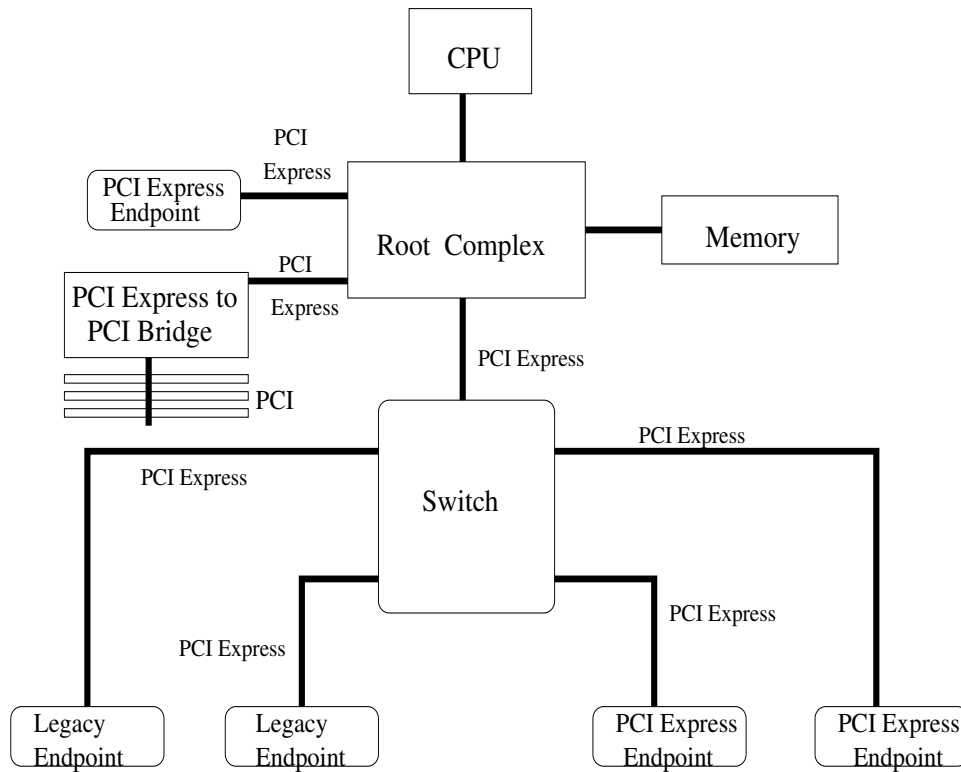 CPU
PCI
Express
PCI Express
Endpoint
Root Complex
Memory
PCI
Express
PCI Express to
PCI Bridge
PCI Express
PCI
PCI Express
PCI Express
Switch
PCI Express
PCI Express
Legacy
Endpoint
Legacy
Endpoint
PCI Express
Endpoint
PCI Express
Endpoint